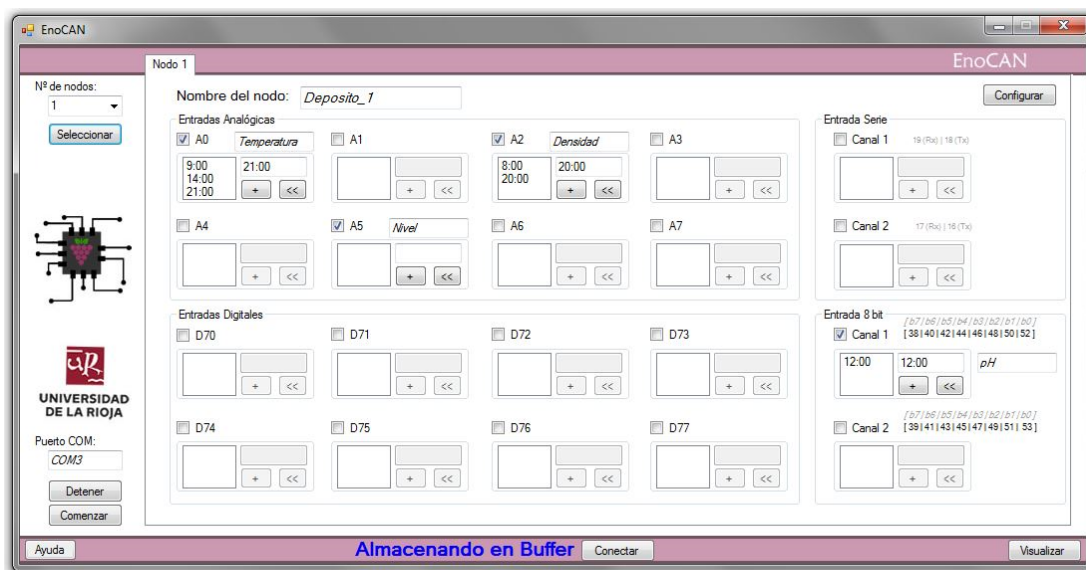 EnoCAN
Nodo 1
EnoCAN
Nº de nodos:
1
Seleccionar
Nombre del nodo: Deposito_1
Configurar
Entradas Analógicas
A0 Temperatura
9:00
14:00
21:00
21:00
+ <<
A1
+ <<
A2 Densidad
8:00
20:00
20:00
+ <<
A3
+ <<
A4
+ <<
A5 Nivel
+ <<
A6
+ <<
A7
+ <<
Entrada Serie
Canal 1 19 (Rx) | 18 (Tx)
+ <<
Canal 2 17 (Rx) | 16 (Tx)
+ <<
Entradas Digitales
D70
+ <<
D71
+ <<
D72
+ <<
D73
+ <<
D74
+ <<
D75
+ <<
D76
+ <<
D77
+ <<
Entrada 8 bit
[b7/b6/b5/b4/b3/b2/b1/b0]
Canal 1 [38|40|42|44|46|48|50|52]
12:00 12:00 pH
+ <<
[b7/b6/b5/b4/b3/b2/b1/b0]
Canal 2 [39|41|43|45|47|49|51| 53]
+ <<
UR
UNIVERSIDAD
DE LA RIOJA
Puerto COM:
COM3
Detener
Comenzar
Ayuda
Almacenando en Buffer
Conectar
Visualizar